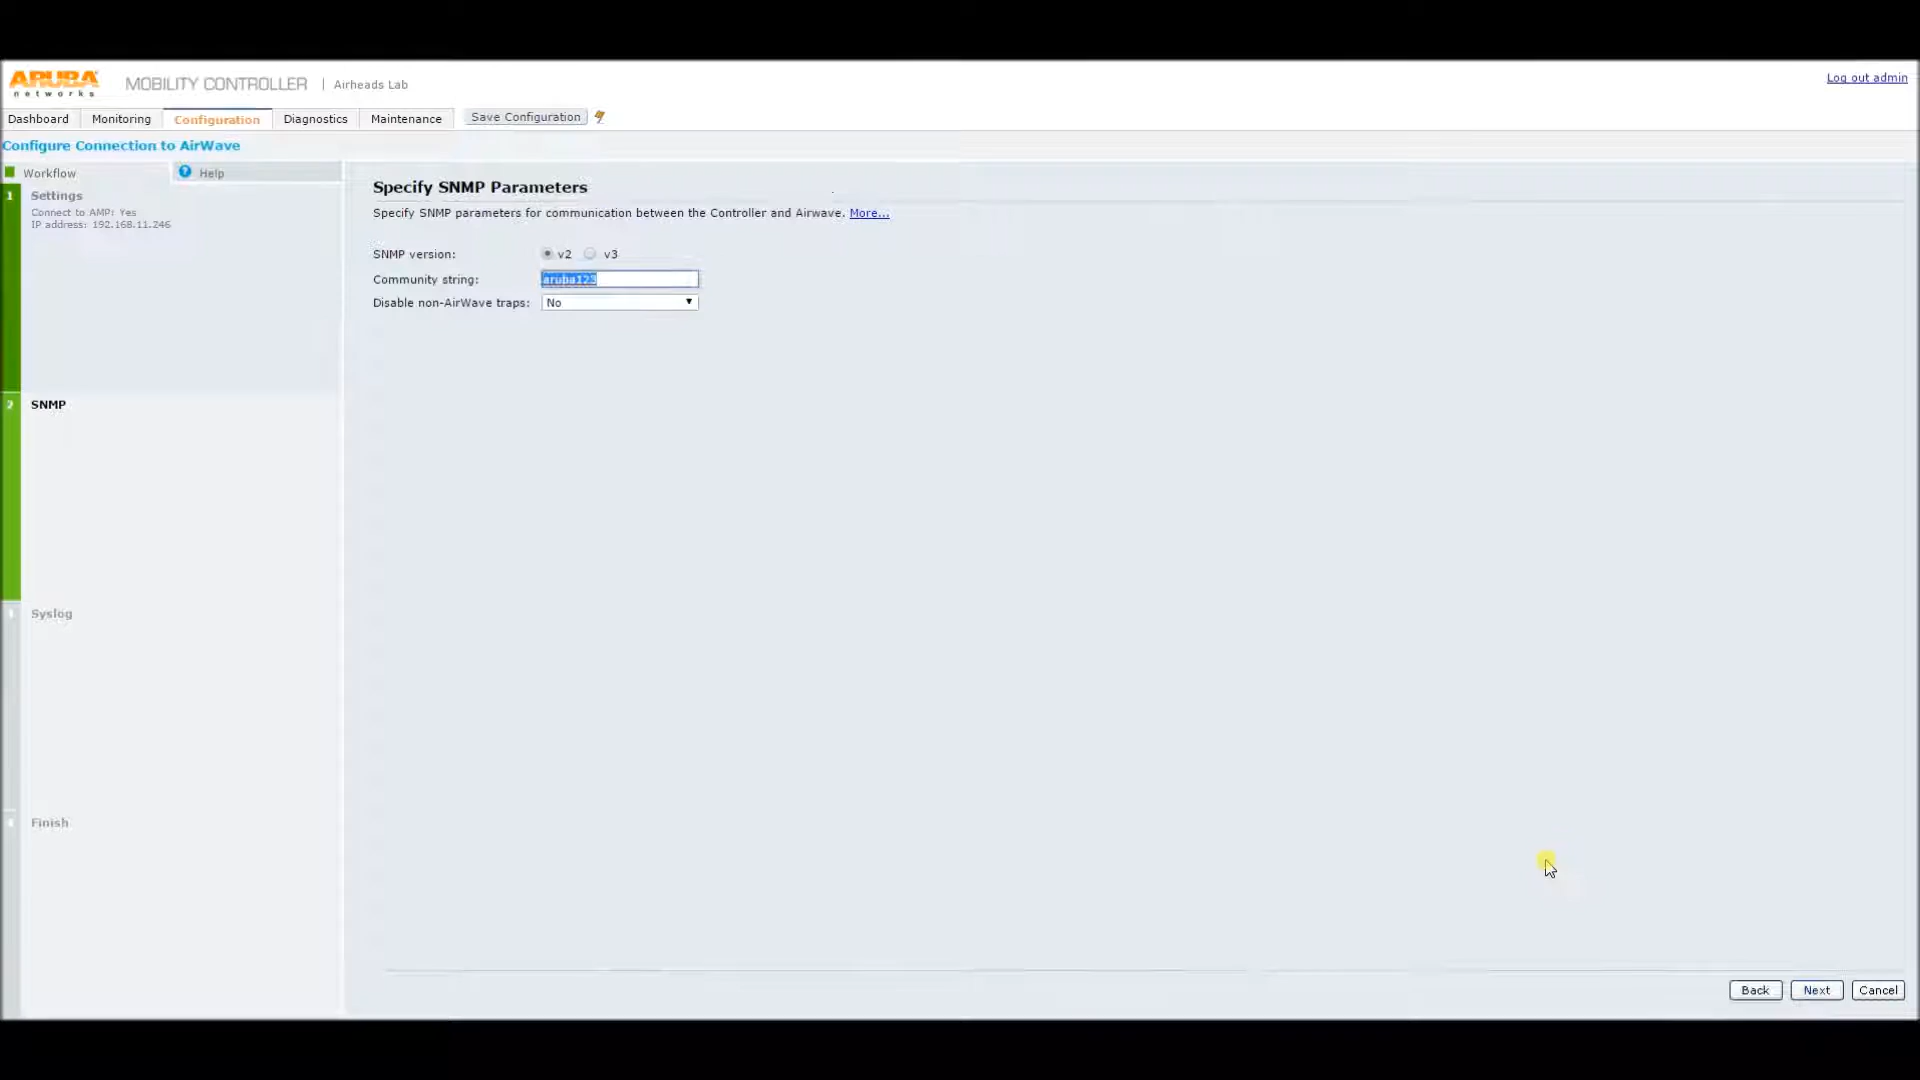 ARUBA
networks
MOBILITY CONTROLLER | Airheads Lab
Log out admin
Dashboard Monitoring Configuration Diagnostics Maintenance Save Configuration
Configure Connection to AirWave
Workflow
? Help
1 Settings
Connect to AMP: Yes
IP address: 192.168.11.246
2 SNMP
Syslog
Finish
Specify SNMP Parameters
Specify SNMP parameters for communication between the Controller and Airwave. More...
SNMP version: v2 v3
Community string: aruba123
Disable non-AirWave traps: No
Back Next Cancel